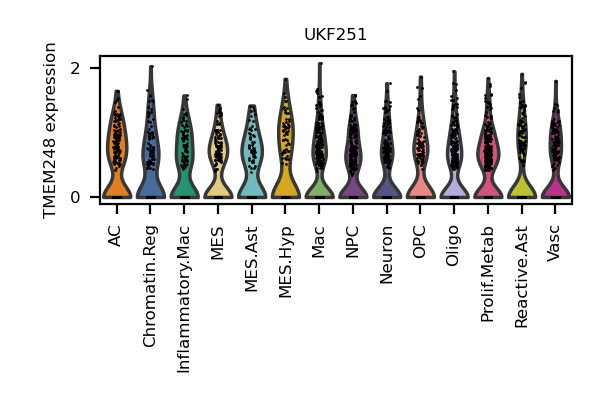 UKF251
TMEM248 expression
2
0
AC
Chromatin.Reg
Inflammatory.Mac
MES
MES.Ast
MES.Hyp
Mac
NPC
Neuron
OPC
Oligo
Prolif.Metab
Reactive.Ast
Vasc